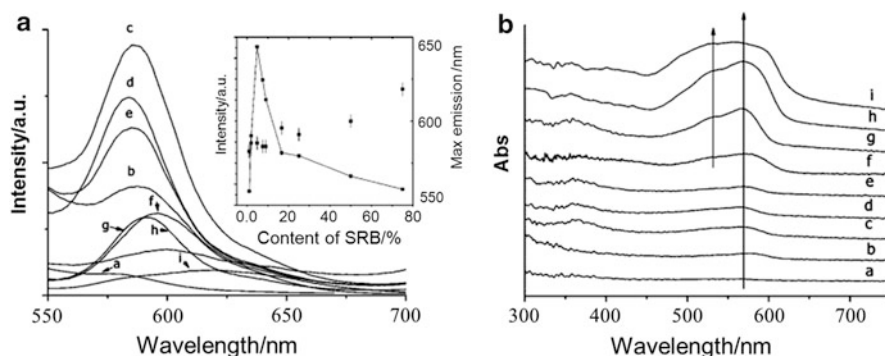 a
c
d
e
b
f
g
h
a
i
Intensity/a.u.
550
600
650
700
Wavelength/nm
Intensity/a.u.
650
600
550
Max emission/nm
0.0
20
40
60
80
Content of SRB/%
b
i
h
g
f
e
d
c
b
a
Abs
300
400
500
600
700
Wavelength/nm